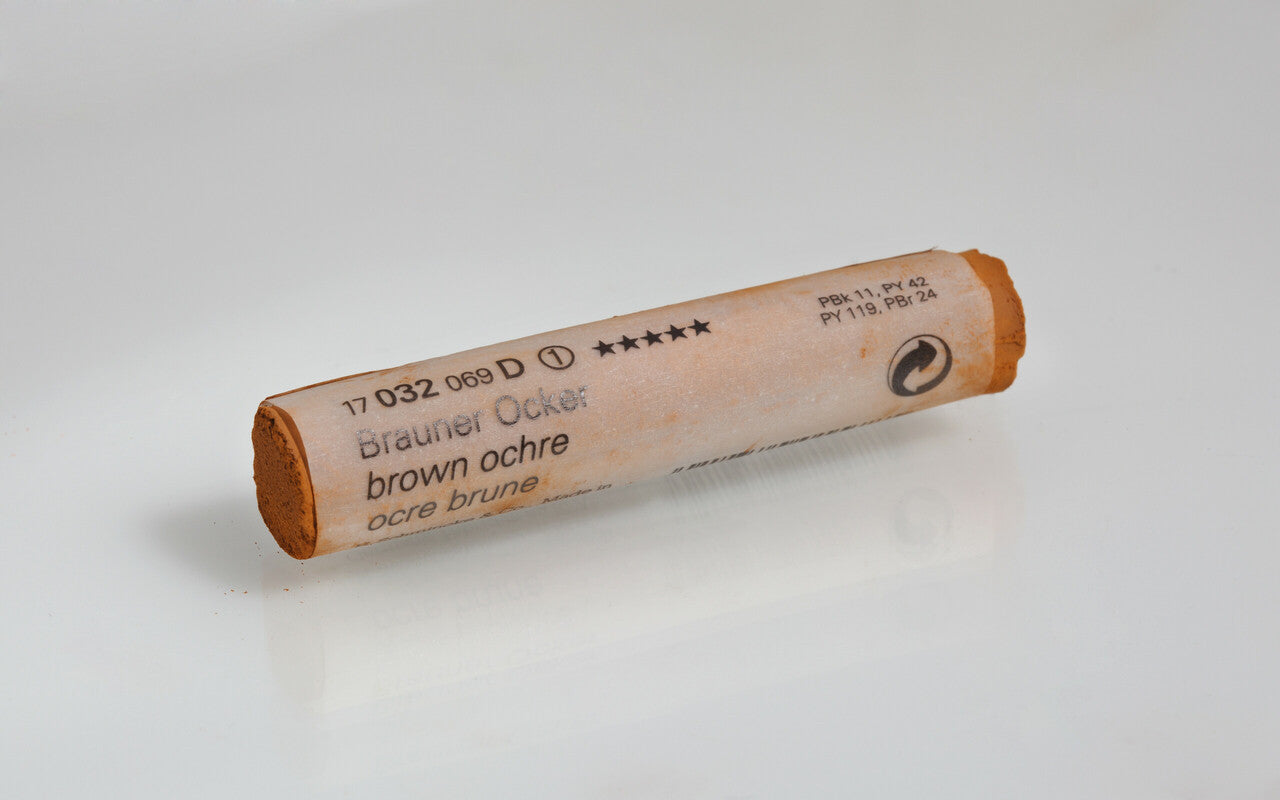 17 032 069 D ① ★★★★★
Brauner Ocker
brown ochre
ocre brune
Made in
PBk 11, PY 42
PY 119, PBr 24